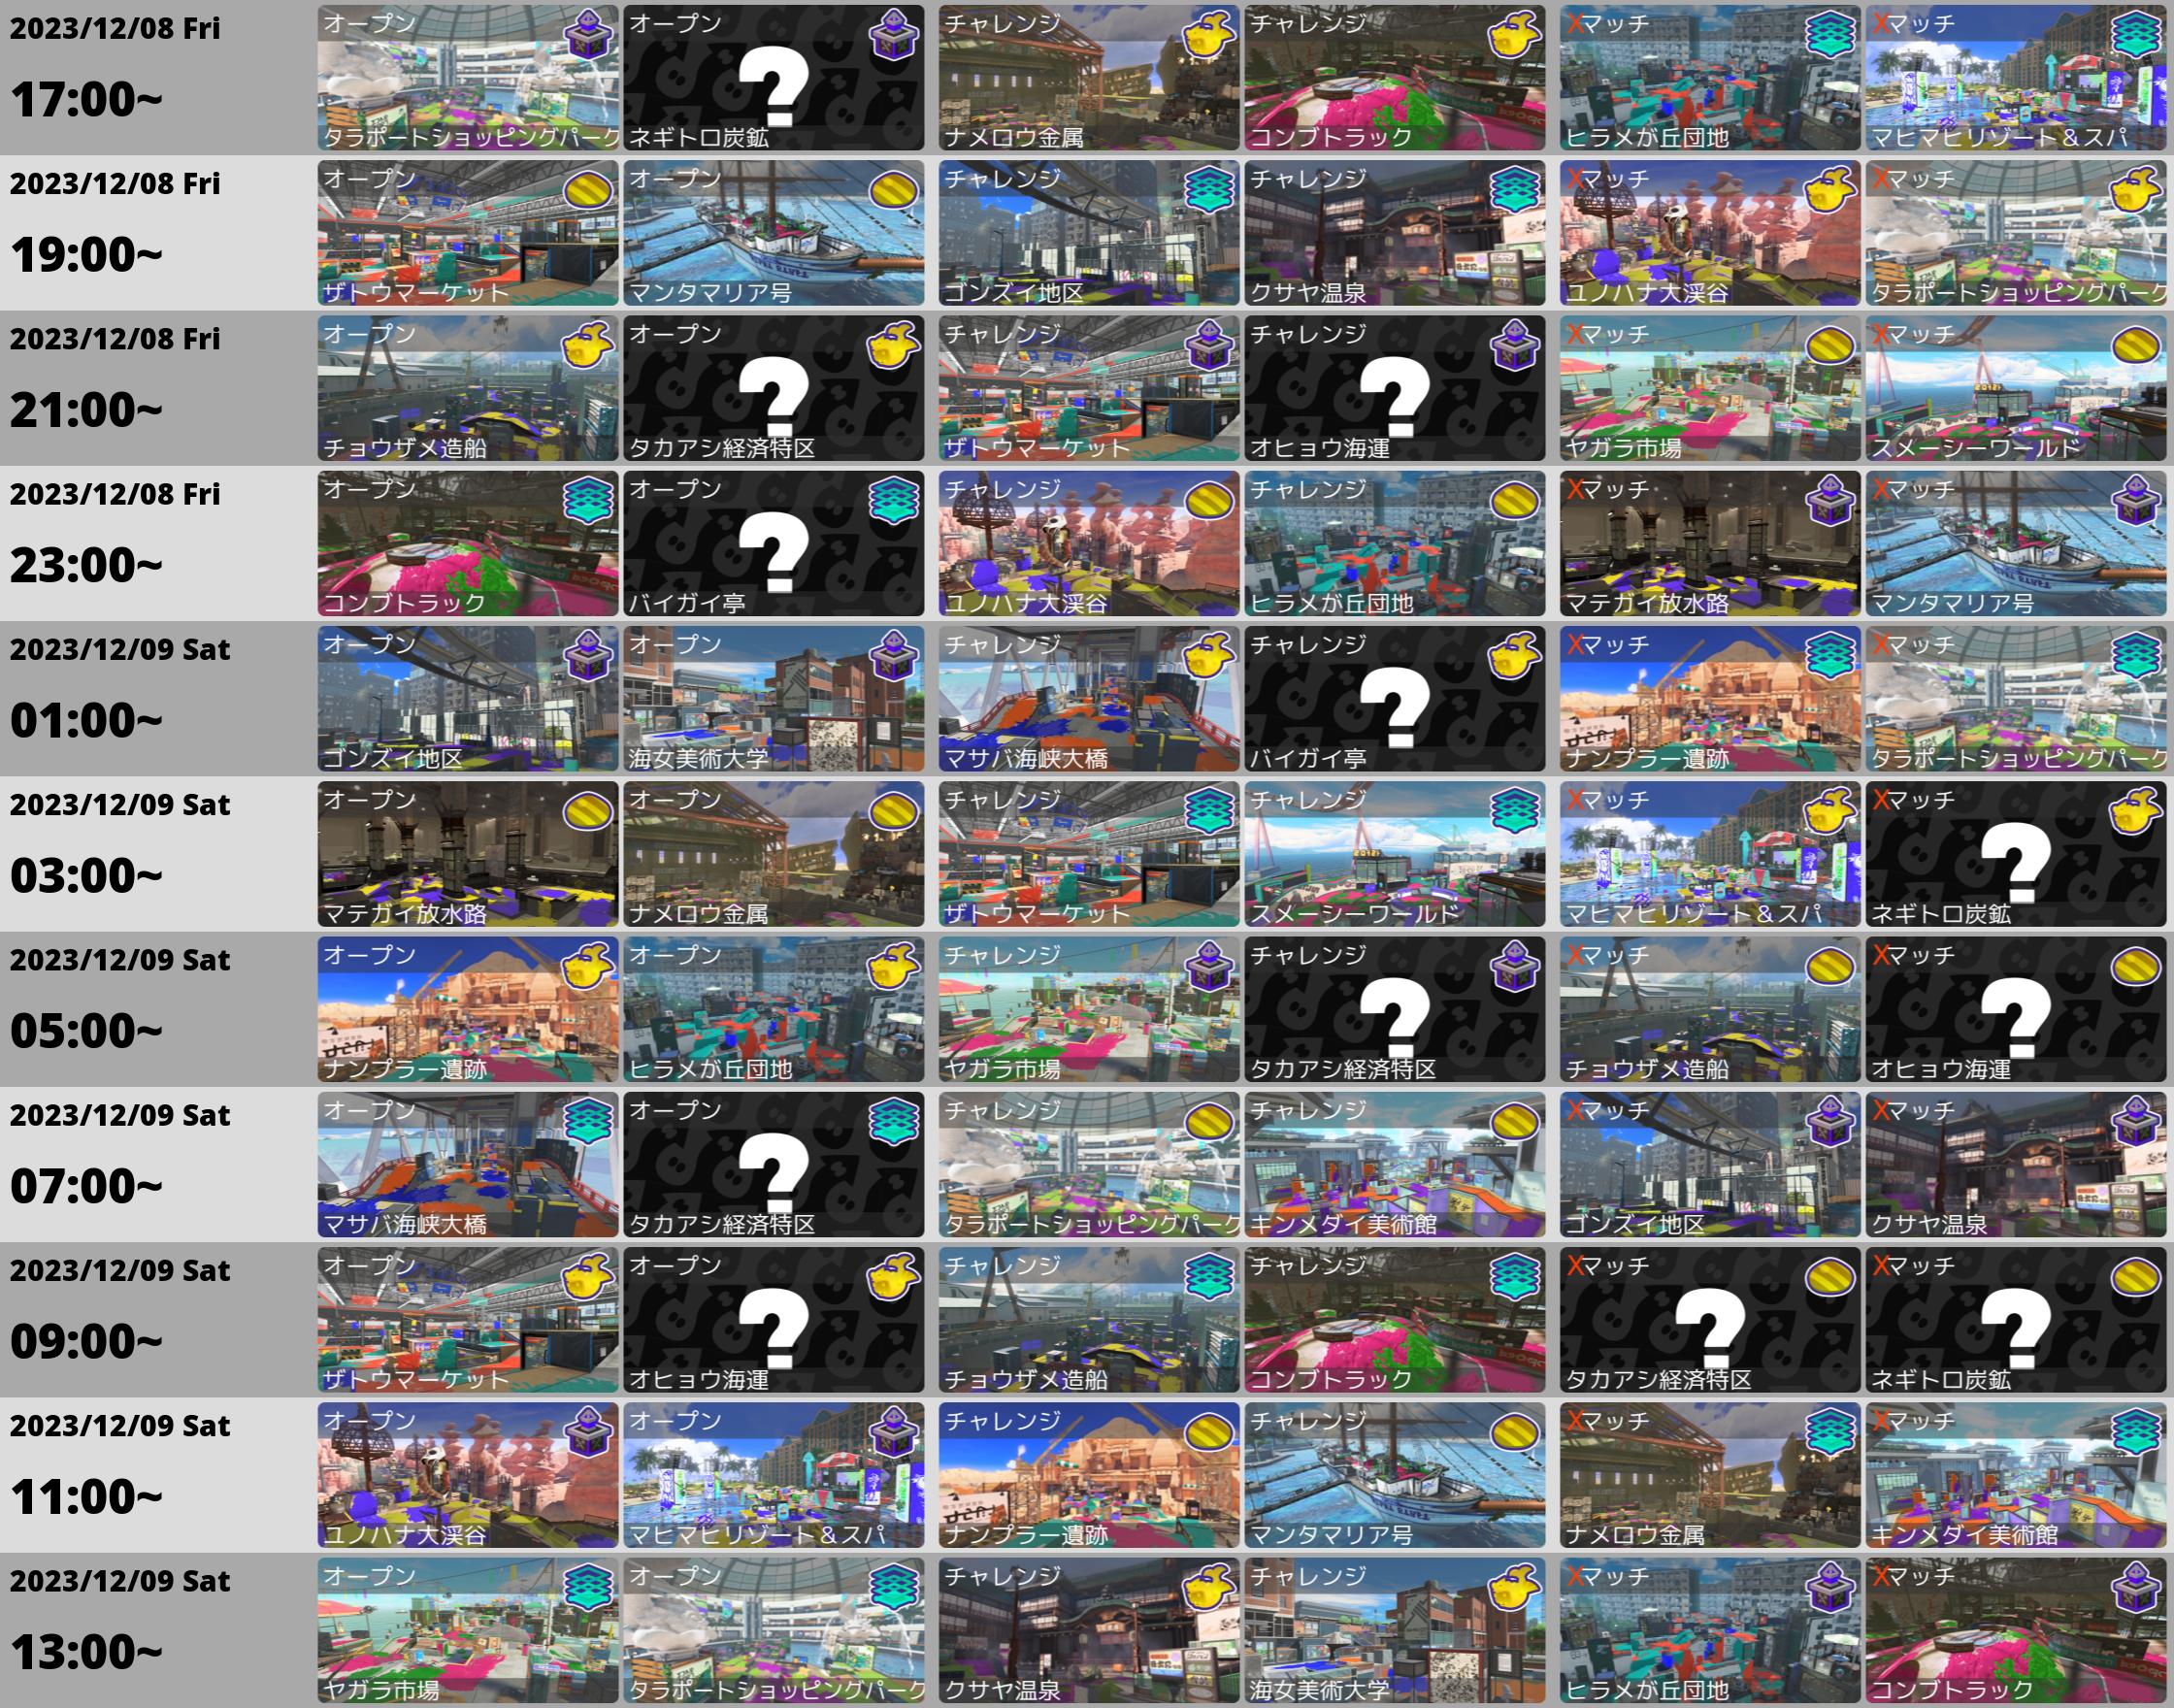 2023/12/08 Fri
17:00~
オープン
タラポートショッピングパーク
オープン
ネギトロ炭鉱
チャレンジ
ナメロウ金属
チャレンジ
コンブトラック
Xマッチ
ヒラメが丘団地
Xマッチ
マヒマヒリゾート＆スパ
2023/12/08 Fri
19:00~
オープン
ザトウマーケット
オープン
マンタマリア号
チャレンジ
ゴンズイ地区
チャレンジ
クサヤ温泉
Xマッチ
ユノハナ大渓谷
Xマッチ
タラポートショッピングパーク
2023/12/08 Fri
21:00~
オープン
チョウザメ造船
オープン
タカアシ経済特区
チャレンジ
ザトウマーケット
チャレンジ
オヒョウ海運
Xマッチ
ヤガラ市場
Xマッチ
スメーシーワールド
2023/12/08 Fri
23:00~
オープン
コンブトラック
オープン
バイガイ亭
チャレンジ
ユノハナ大渓谷
チャレンジ
ヒラメが丘団地
Xマッチ
マテガイ放水路
Xマッチ
マンタマリア号
2023/12/09 Sat
01:00~
オープン
ゴンズイ地区
オープン
海女美術大学
チャレンジ
マサバ海峡大橋
チャレンジ
バイガイ亭
Xマッチ
ナンプラー遺跡
Xマッチ
タラポートショッピングパーク
2023/12/09 Sat
03:00~
オープン
マテガイ放水路
オープン
ナメロウ金属
チャレンジ
ザトウマーケット
チャレンジ
スメーシーワールド
Xマッチ
マヒマヒリゾート＆スパ
Xマッチ
ネギトロ炭鉱
2023/12/09 Sat
05:00~
オープン
ナンプラー遺跡
オープン
ヒラメが丘団地
チャレンジ
ヤガラ市場
チャレンジ
タカアシ経済特区
Xマッチ
チョウザメ造船
Xマッチ
オヒョウ海運
2023/12/09 Sat
07:00~
オープン
マサバ海峡大橋
オープン
タカアシ経済特区
チャレンジ
タラポートショッピングパーク
チャレンジ
キンメダイ美術館
Xマッチ
ゴンズイ地区
Xマッチ
クサヤ温泉
2023/12/09 Sat
09:00~
オープン
ザトウマーケット
オープン
オヒョウ海運
チャレンジ
チョウザメ造船
チャレンジ
コンブトラック
Xマッチ
タカアシ経済特区
Xマッチ
ネギトロ炭鉱
2023/12/09 Sat
11:00~
オープン
ユノハナ大渓谷
オープン
マヒマヒリゾート＆スパ
チャレンジ
ナンプラー遺跡
チャレンジ
マンタマリア号
Xマッチ
ナメロウ金属
Xマッチ
キンメダイ美術館
2023/12/09 Sat
13:00~
オープン
ヤガラ市場
オープン
タラポートショッピングパーク
チャレンジ
クサヤ温泉
チャレンジ
海女美術大学
Xマッチ
ヒラメが丘団地
Xマッチ
コンブトラック